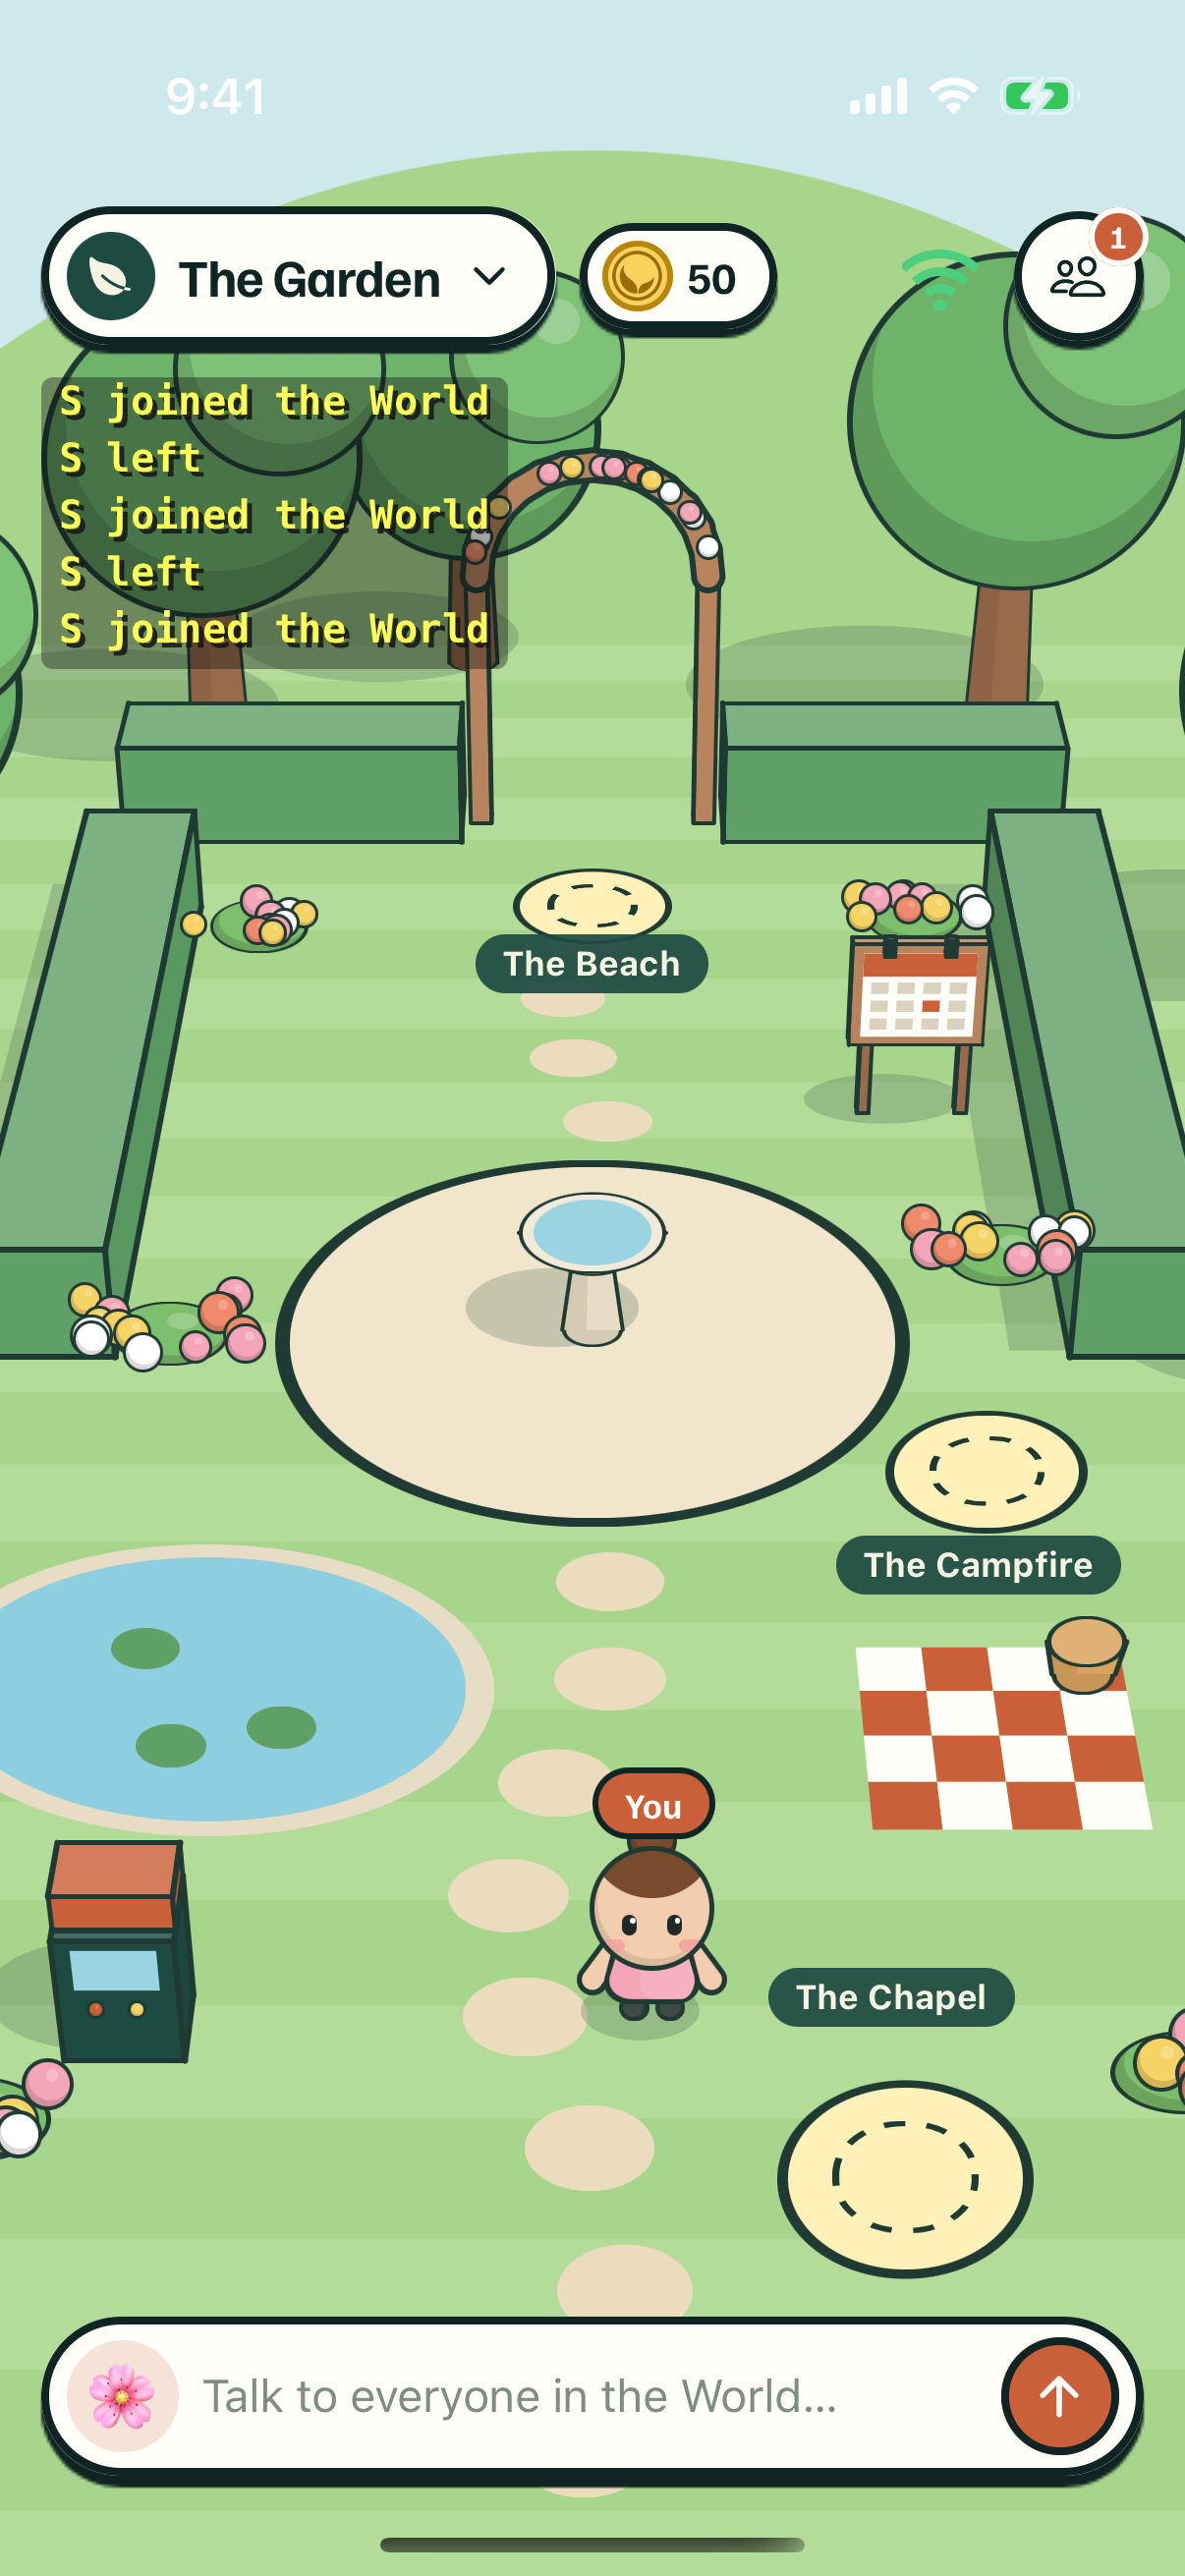 9:41
The Garden
50
1
S joined the World
S left
S joined the World
S left
S joined the World
The Beach
The Campfire
You
The Chapel
Talk to everyone in the World...